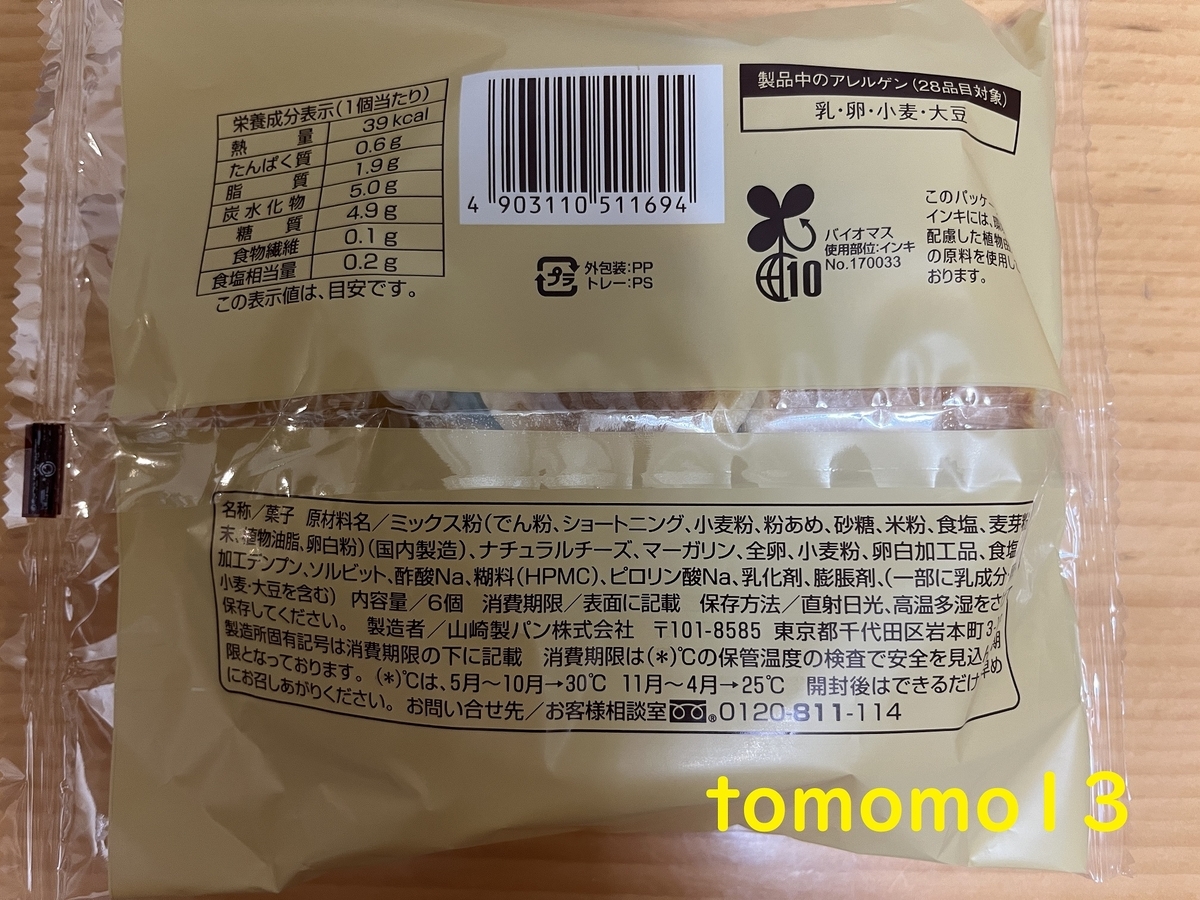 栄養成分表示(1個当たり)
熱量 39kcal
たんぱく質 0.6g
脂質 1.9g
炭水化物 5.0g
糖質 4.9g
食物繊維 0.1g
食塩相当量 0.2g
この表示値は、目安です。
4 903110 511694
プラ
外包装:PP
トレー:PS
製品中のアレルゲン(28品目対象)
乳・卵・小麦・大豆
バイオマス
使用部位:インキ
No.170033
10
このパッケ
インキには、
配慮した植物
の原料を使用し
おります。
名称/菓子 原材料名/ミックス粉(でん粉、ショートニング、小麦粉、粉あめ、砂糖、米粉、食塩、麦芽粉
末、植物油脂、卵白粉)(国内製造)、ナチュラルチーズ、マーガリン、全卵、小麦粉、卵白加工品、食塩
加工デンプン、ソルビット、酢酸Na、糊料(HPMC)、ピロリン酸Na、乳化剤、膨脹剤、(一部に乳成分・
小麦・大豆を含む) 内容量/6個 消費期限/表面に記載 保存方法/直射日光、高温多湿をさ
保存してください。 製造者/山崎製パン株式会社 〒101-8585 東京都千代田区岩本町3-
製造所固有記号は消費期限の下に記載 消費期限は(*)℃の保管温度の検査で安全を見込 期
限となっております。(*)℃は、5月~10月→30℃ 11月~4月→25℃ 開封後はできるだけ早め
にお召しあがりください。 お問い合せ先/お客様相談室 ®0120-811-114
tomomo13